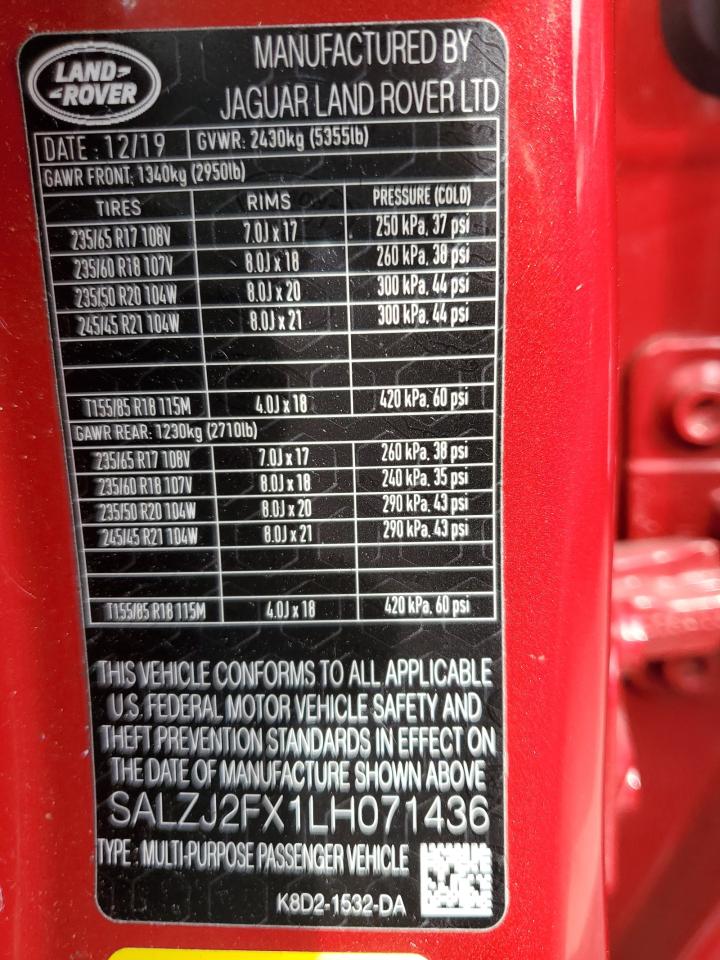 LAND ROVER
MANUFACTURED BY
JAGUAR LAND ROVER LTD
DATE : 12/19 GVWR: 2430kg (5355lb)
GAWR FRONT: 1340kg (2950lb)
TIRES RIMS PRESSURE (COLD)
235/65 R17 108V 7.0J x 17 250 kPa, 37 psi
235/60 R18 107V 8.0J x 18 260 kPa, 38 psi
235/50 R20 104W 8.0J x 20 300 kPa, 44 psi
245/45 R21 104W 8.0J x 21 300 kPa, 44 psi
T155/85 R18 115M 4.0J x 18 420 kPa, 60 psi
GAWR REAR: 1230kg (2710lb)
235/65 R17 108V 7.0J x 17 260 kPa, 38 psi
235/60 R18 107V 8.0J x 18 240 kPa, 35 psi
235/50 R20 104W 8.0J x 20 290 kPa, 43 psi
245/45 R21 104W 8.0J x 21 290 kPa, 43 psi
T155/85 R18 115M 4.0J x 18 420 kPa, 60 psi
THIS VEHICLE CONFORMS TO ALL APPLICABLE
U.S. FEDERAL MOTOR VEHICLE SAFETY AND
THEFT PREVENTION STANDARDS IN EFFECT ON
THE DATE OF MANUFACTURE SHOWN ABOVE
SALZJ2FX1LH071436
TYPE : MULTI-PURPOSE PASSENGER VEHICLE
K8D2-1532-DA